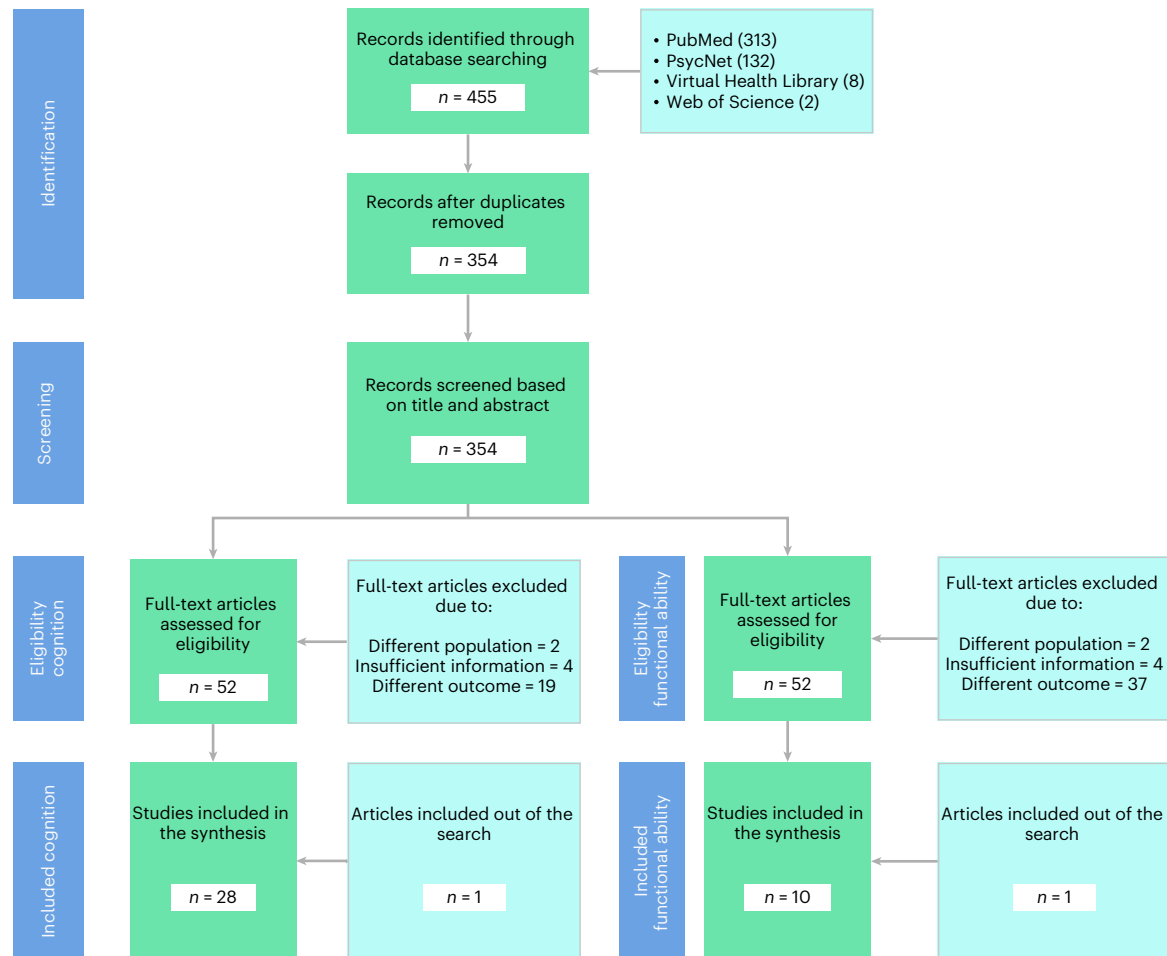 Identification
Records identified through
database searching
n = 455
• PubMed (313)
• PsycNet (132)
• Virtual Health Library (8)
• Web of Science (2)
Records after duplicates
removed
n = 354
Screening
Records screened based
on title and abstract
n = 354
Eligibility
cognition
Full-text articles
assessed for
eligibility
n = 52
Full-text articles excluded
due to:
Different population = 2
Insufficient information = 4
Different outcome = 19
Eligibility
functional ability
Full-text articles
assessed for
eligibility
n = 52
Full-text articles excluded
due to:
Different population = 2
Insufficient information = 4
Different outcome = 37
Included cognition
Studies included in
the synthesis
n = 28
Articles included out of the
search
n = 1
Included
functional ability
Studies included in
the synthesis
n = 10
Articles included out of the
search
n = 1